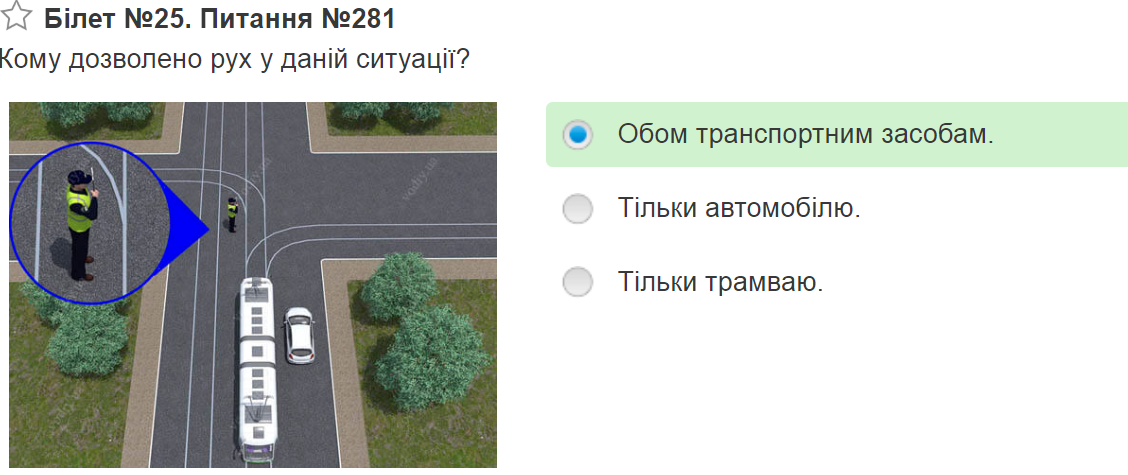 Білет №25. Питання №281
Кому дозволено рух у даній ситуації?
Обом транспортним засобам.
Тільки автомобілю.
Тільки трамваю.